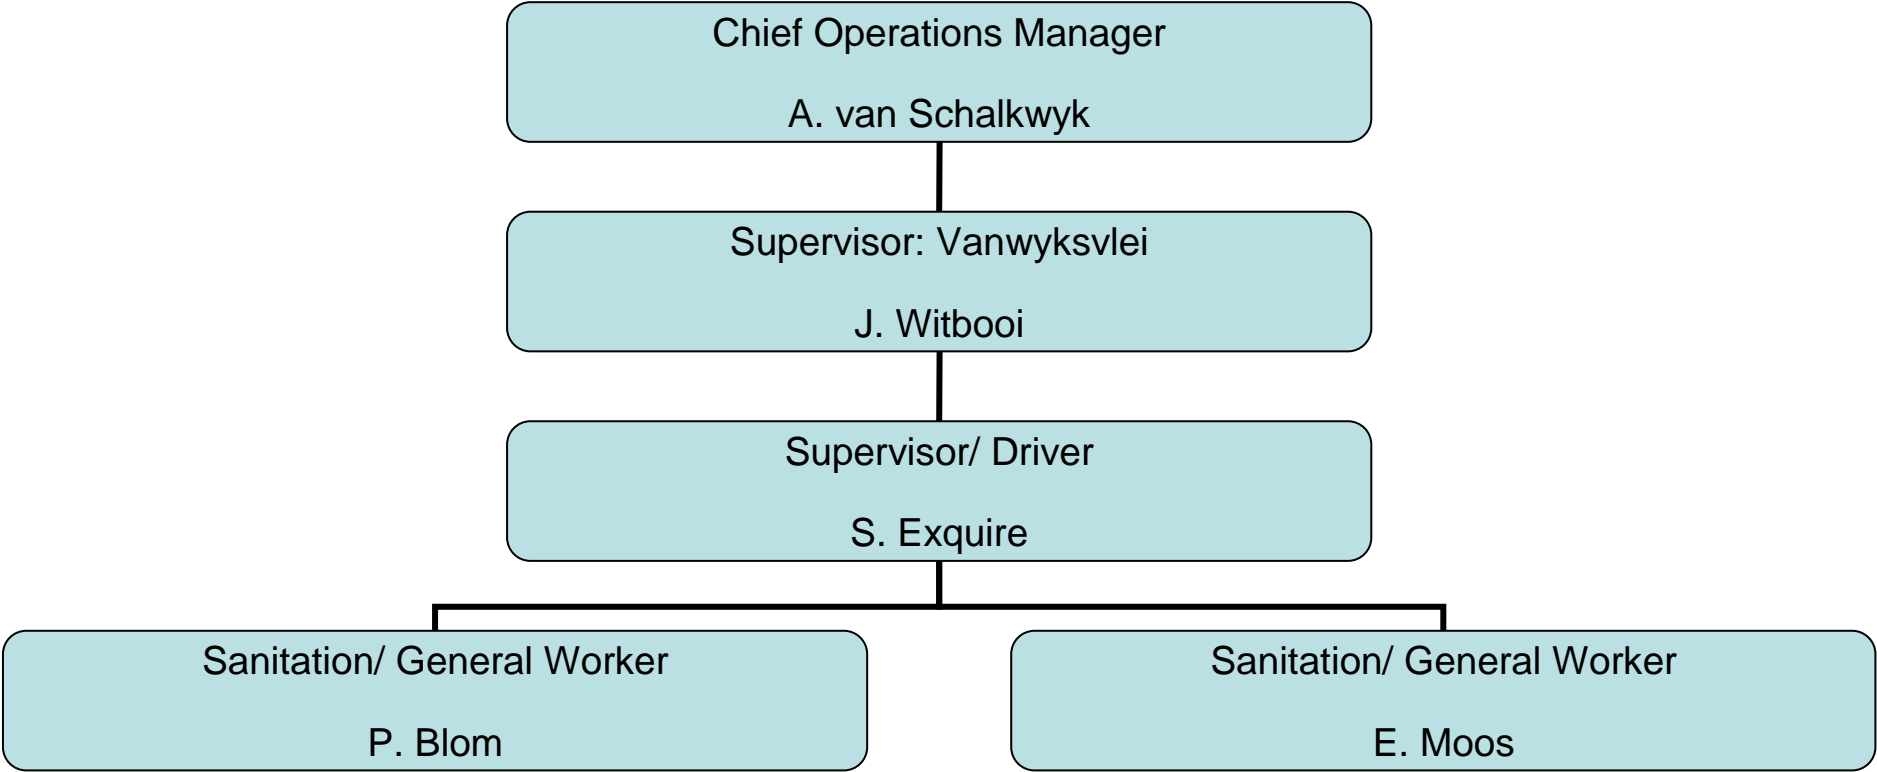 Chief Operations Manager
A. van Schalkwyk
Supervisor: Vanwyksvlei
J. Witbooi
Supervisor/ Driver
S. Exquire
Sanitation/ General Worker
P. Blom
Sanitation/ General Worker
E. Moos